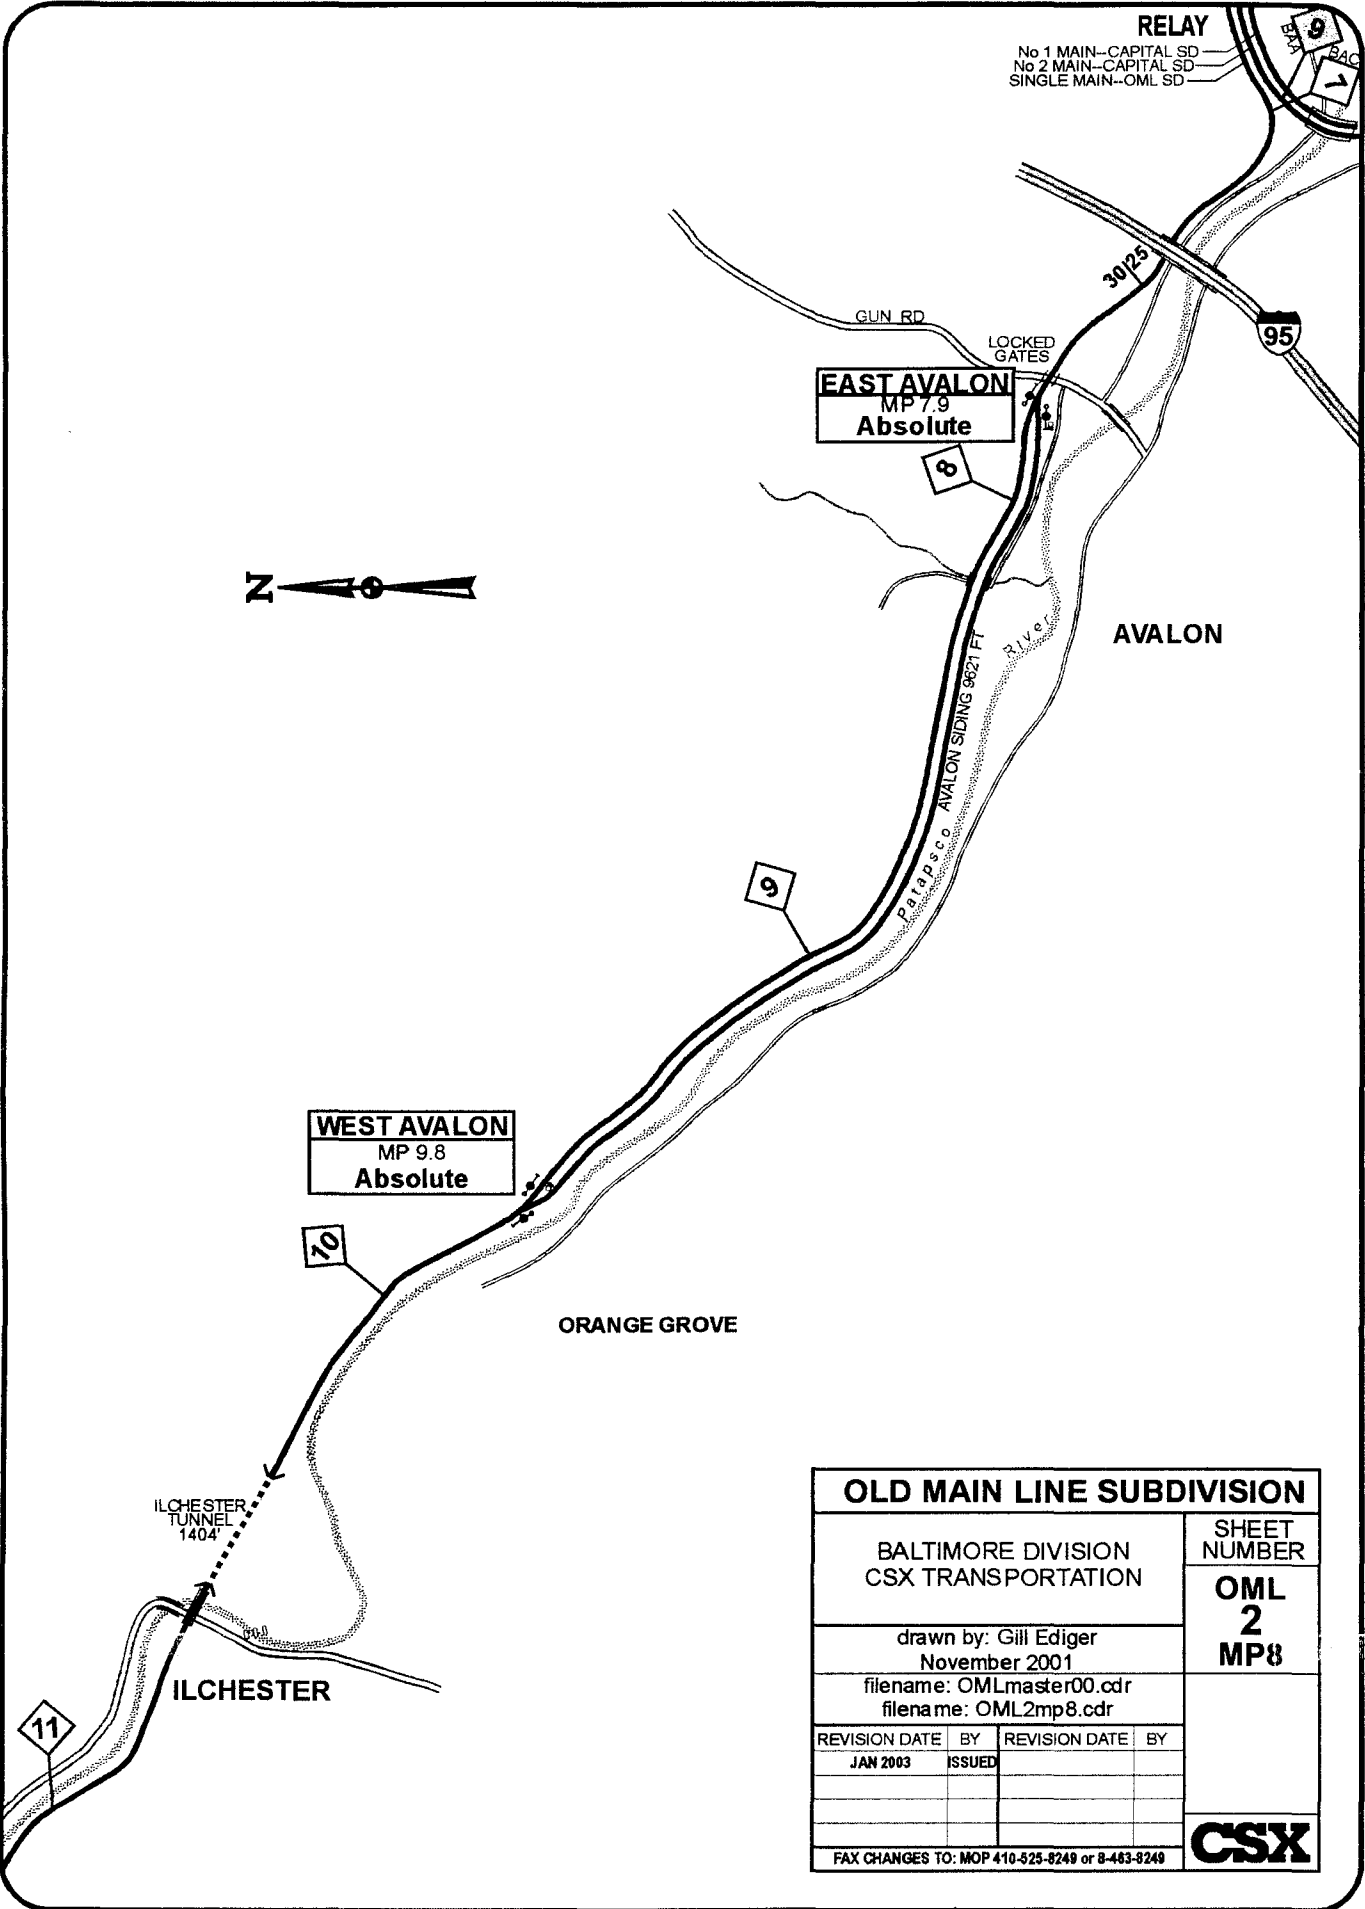 RELAY
No 1 MAIN--CAPITAL SD
No 2 MAIN--CAPITAL SD
SINGLE MAIN--OML SD
BAA
9
BAC
7
30|25
95
GUN RD
LOCKED
GATES
EAST AVALON
MP 7.9
Absolute
8
N
AVALON
River
AVALON SIDING 9621 FT
Patapsco
9
WEST AVALON
MP 9.8
Absolute
10
ORANGE GROVE
ILCHESTER
TUNNEL
1404'
ILCHESTER
11
OLD MAIN LINE SUBDIVISION
BALTIMORE DIVISION
CSX TRANSPORTATION
SHEET
NUMBER
OML
2
MP8
drawn by: Gill Ediger
November 2001
filename: OMLmaster00.cdr
filename: OML2mp8.cdr
REVISION DATE BY REVISION DATE BY
JAN 2003 ISSUED
FAX CHANGES TO: MOP 410-525-8249 or 8-463-8249
CSX